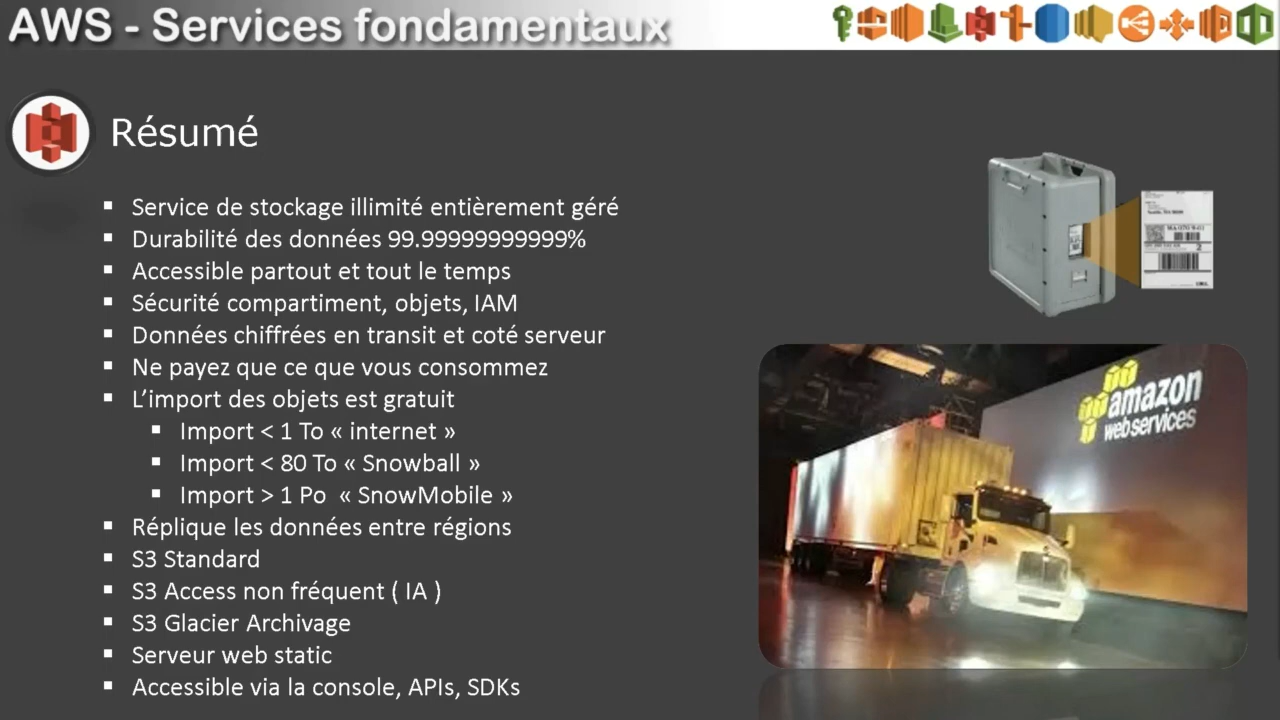 AWS - Services fondamentaux
Résumé
Service de stockage illimité entièrement géré
Durabilité des données 99.99999999999%
Accessible partout et tout le temps
Sécurité compartiment, objets, IAM
Données chiffrées en transit et coté serveur
Ne payez que ce que vous consommez
L’import des objets est gratuit
Import < 1 To « internet »
Import < 80 To « Snowball »
Import > 1 Po « SnowMobile »
Réplique les données entre régions
S3 Standard
S3 Access non fréquent ( IA )
S3 Glacier Archivage
Serveur web static
Accessible via la console, APIs, SDKs
amazon
webservices